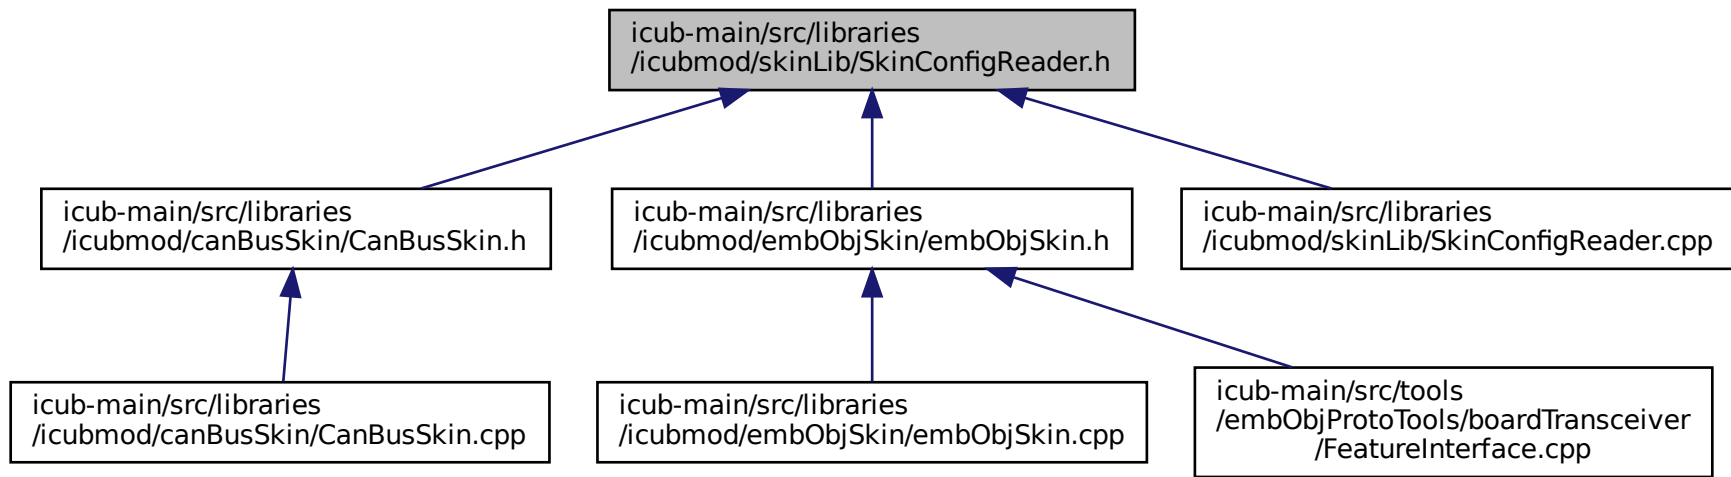 icub-main/src/libraries
/icubmod/skinLib/SkinConfigReader.h
icub-main/src/libraries
/icubmod/canBusSkin/CanBusSkin.h
icub-main/src/libraries
/icubmod/embObjSkin/embObjSkin.h
icub-main/src/libraries
/icubmod/skinLib/SkinConfigReader.cpp
icub-main/src/libraries
/icubmod/canBusSkin/CanBusSkin.cpp
icub-main/src/libraries
/icubmod/embObjSkin/embObjSkin.cpp
icub-main/src/tools
/embObjProtoTools/boardTransceiver
/FeatureInterface.cpp